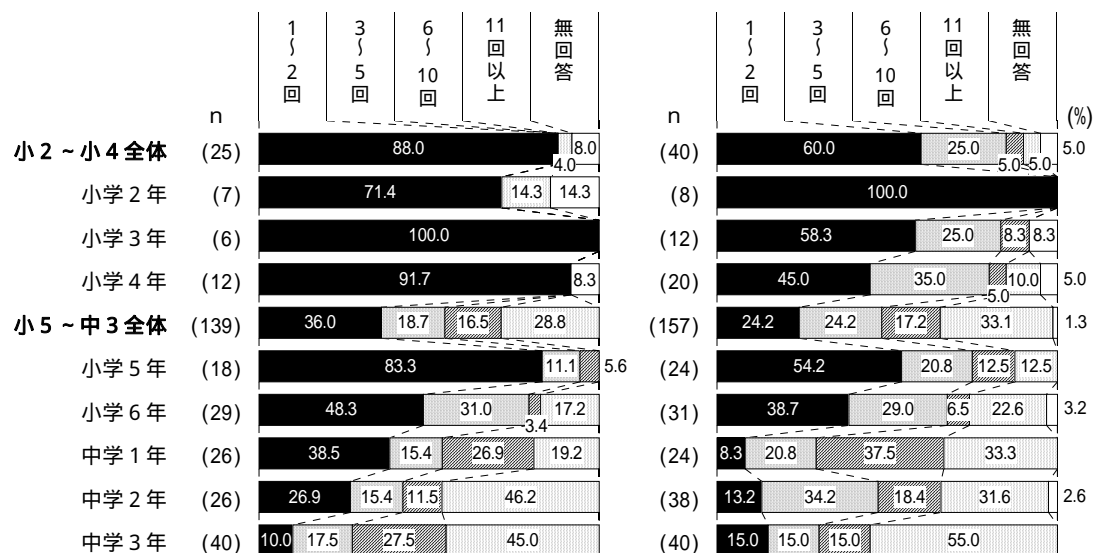 1～2回 3～5回 6～10回 11回以上 無回答 1～2回 3～5回 6～10回 11回以上 無回答
n n (%)
小２～小４全体 (25) 88.0 4.0 8.0 (40) 60.0 25.0 5.0 5.0 5.0
小学２年 (7) 71.4 14.3 14.3 (8) 100.0
小学３年 (6) 100.0 (12) 58.3 25.0 8.3 8.3
小学４年 (12) 91.7 8.3 (20) 45.0 35.0 5.0 10.0 5.0
小５～中３全体 (139) 36.0 18.7 16.5 28.8 (157) 24.2 24.2 17.2 33.1 1.3
小学５年 (18) 83.3 11.1 5.6 (24) 54.2 20.8 12.5 12.5
小学６年 (29) 48.3 31.0 3.4 17.2 (31) 38.7 29.0 6.5 22.6 3.2
中学１年 (26) 38.5 15.4 26.9 19.2 (24) 8.3 20.8 37.5 33.3
中学２年 (26) 26.9 15.4 11.5 46.2 (38) 13.2 34.2 18.4 31.6 2.6
中学３年 (40) 10.0 17.5 27.5 45.0 (40) 15.0 15.0 15.0 55.0